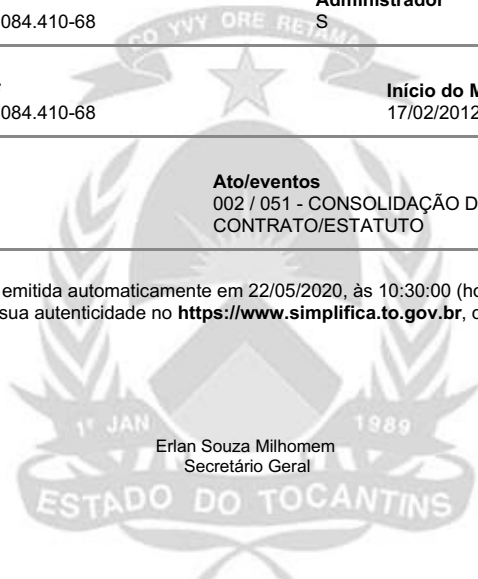 Administrador
084.410-68 S
CO YVY ORE RETAMA
Início do M
084.410-68 17/02/2012
Ato/eventos
002 / 051 - CONSOLIDAÇÃO D
CONTRATO/ESTATUTO
emitida automaticamente em 22/05/2020, às 10:30:00 (ho
sua autenticidade no https://www.simplifica.to.gov.br, c
1º JAN 1989
Erlan Souza Milhomem
Secretário Geral
ESTADO DO TOCANTINS